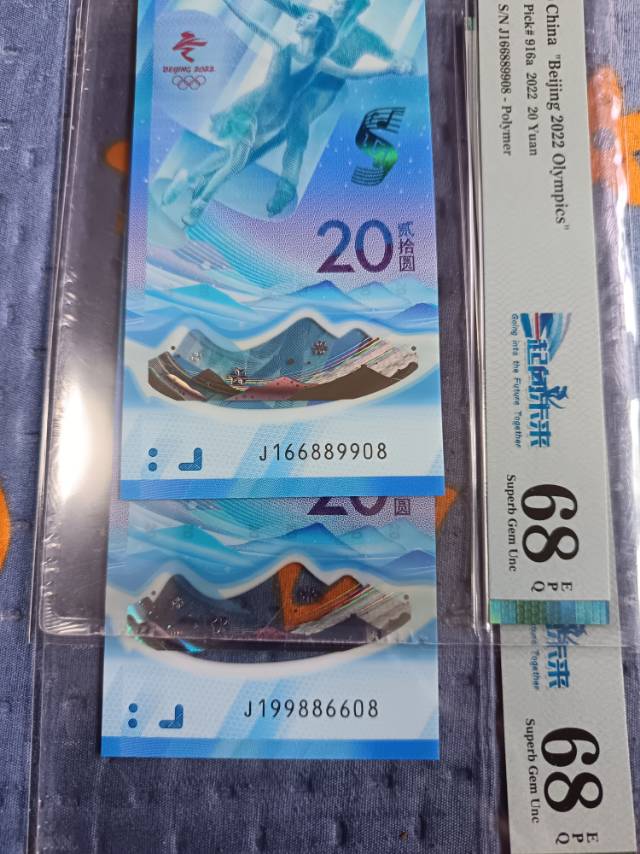 BEIJING 2022
20
贰拾圆
J166889908
20
圆
J199886608
China "Beijing 2022 Olympics"
Pick# 916a 2022 20 Yuan
S/N J166889908 - Polymer
一起向未来
Going into the Future Together
68
EPQ
Superb Gem Unc
未来
Together
68
EPQ
Superb Gem Unc